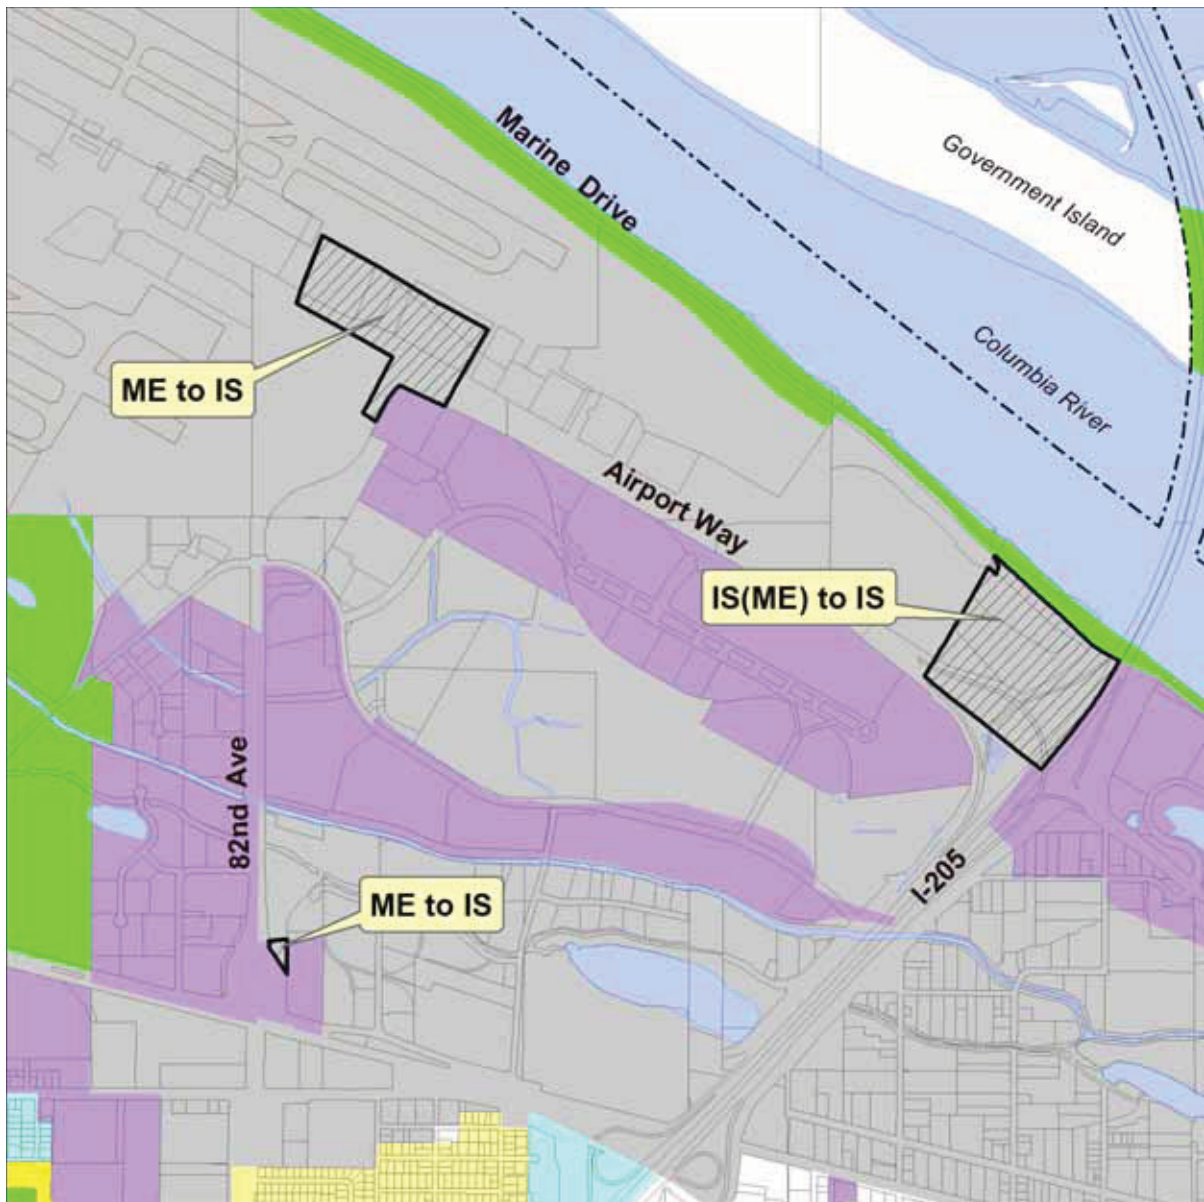 Marine Drive
Government Island
Columbia River
ME to IS
Airport Way
IS(ME) to IS
82nd Ave
I-205
ME to IS